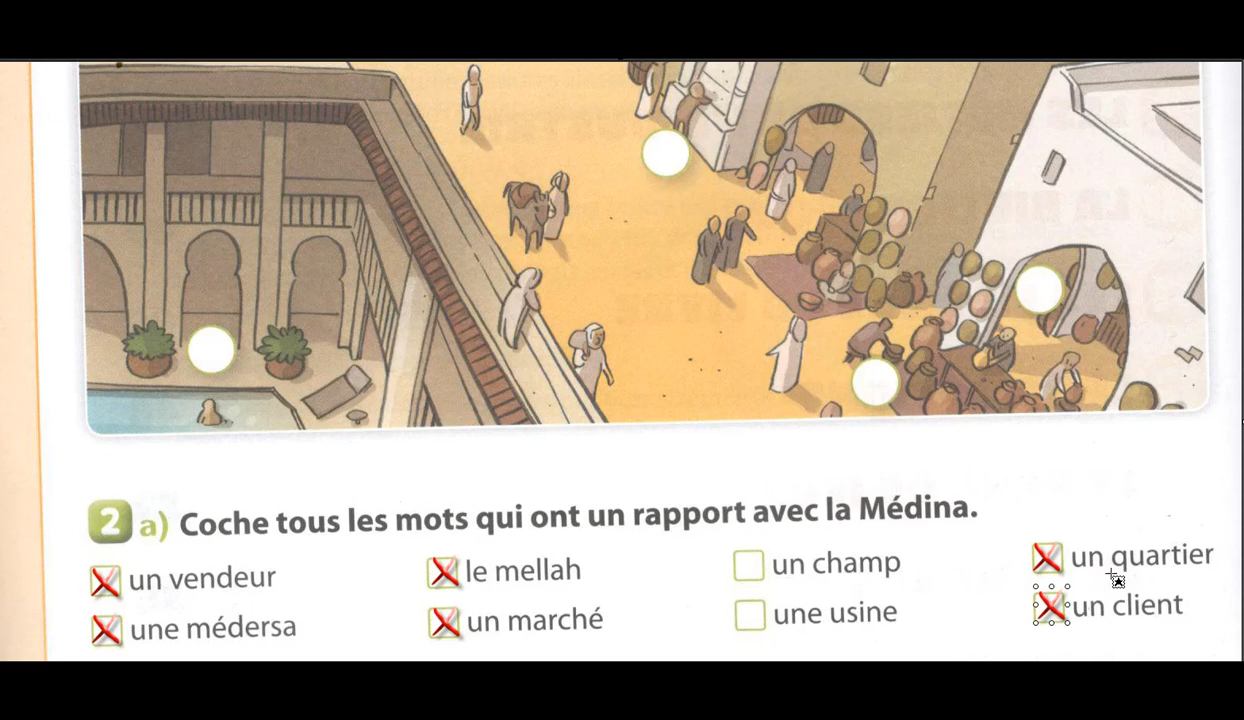 2 a) Coche tous les mots qui ont un rapport avec la Médina.
un vendeur le mellah un champ un quartier
une médersa un marché une usine un client